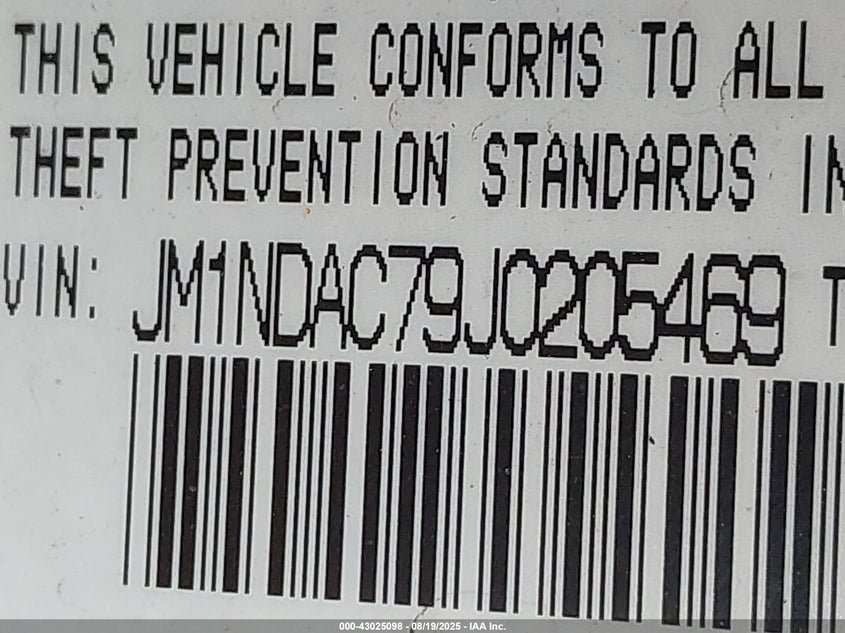 THIS VEHICLE CONFORMS TO ALL
THEFT PREVENTION STANDARDS IN
VIN: JM1NDAC79J0205469 T
000-43025098 - 08/19/2025 - IAA Inc.